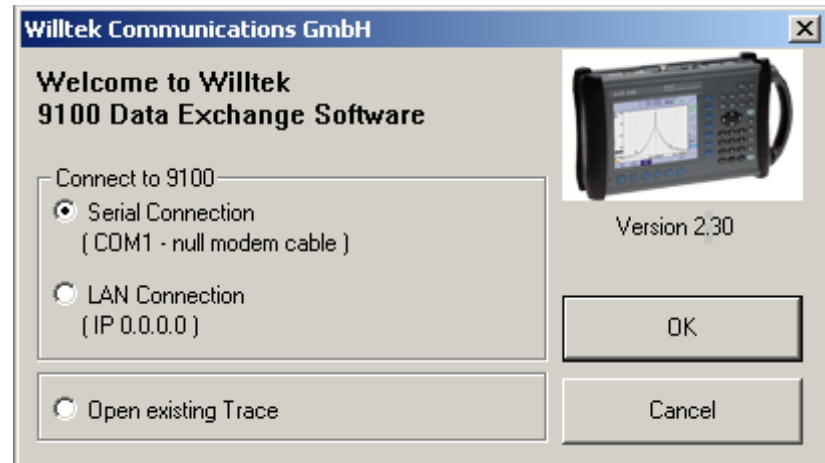 Willtek Communications GmbH
Welcome to Willtek
9100 Data Exchange Software
Connect to 9100
Serial Connection
( COM1 - null modem cable )
LAN Connection
( IP 0.0.0.0 )
Open existing Trace
Version 2.30
OK
Cancel